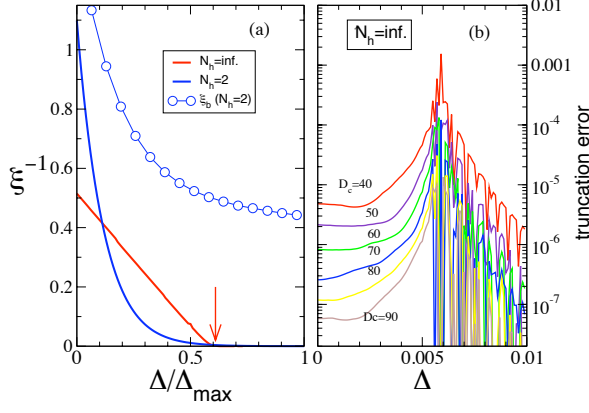 (a)
N_h=inf.
N_h=2
ξ_b (N_h=2)
ξ^-1
1
0.8
0.6
0.4
0.2
0
0
0.5
1
Δ/Δ_max
N_h=inf.
(b)
D_c=40
50
60
70
80
Dc=90
0.01
0.001
10^-4
10^-5
10^-6
10^-7
truncation error
0
0.005
0.01
Δ